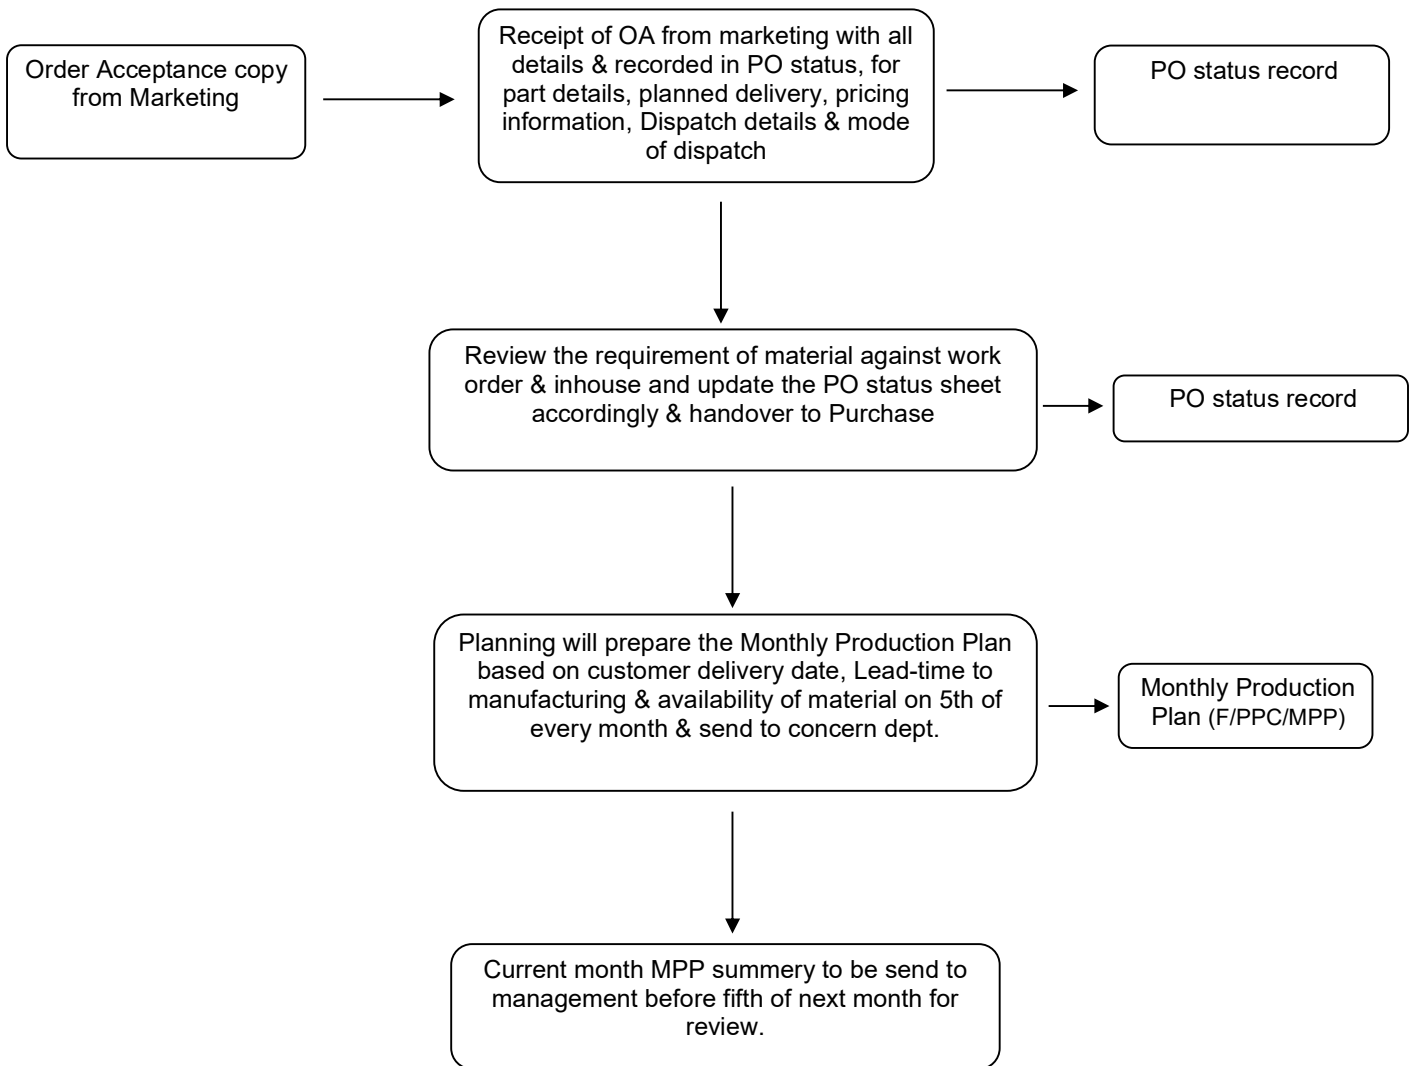 Order Acceptance copy
from Marketing
Receipt of OA from marketing with all
details & recorded in PO status, for
part details, planned delivery, pricing
information, Dispatch details & mode
of dispatch
PO status record
Review the requirement of material against work
order & inhouse and update the PO status sheet
accordingly & handover to Purchase
PO status record
Planning will prepare the Monthly Production Plan
based on customer delivery date, Lead-time to
manufacturing & availability of material on 5th of
every month & send to concern dept.
Monthly Production
Plan (F/PPC/MPP)
Current month MPP summery to be send to
management before fifth of next month for
review.